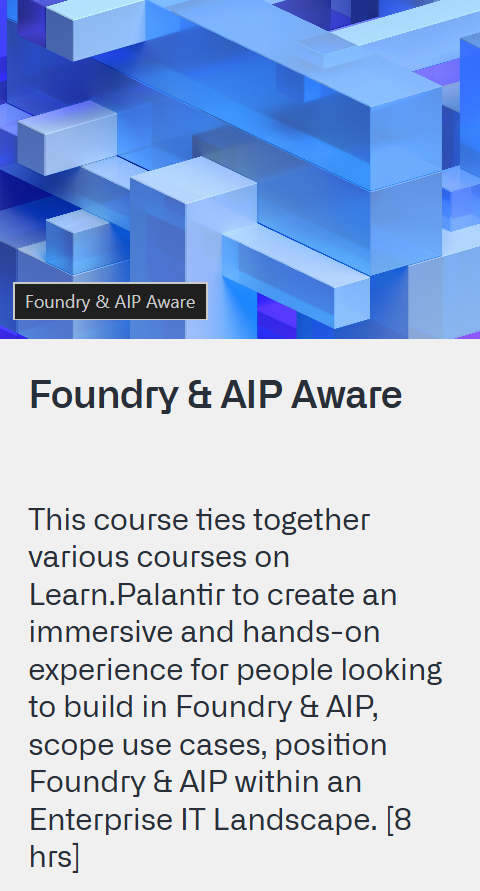 Foundry & AIP Aware
Foundry & AIP Aware
This course ties together
various courses on
Learn.Palantir to create an
immersive and hands-on
experience for people looking
to build in Foundry & AIP,
scope use cases, position
Foundry & AIP within an
Enterprise IT Landscape. [8
hrs]